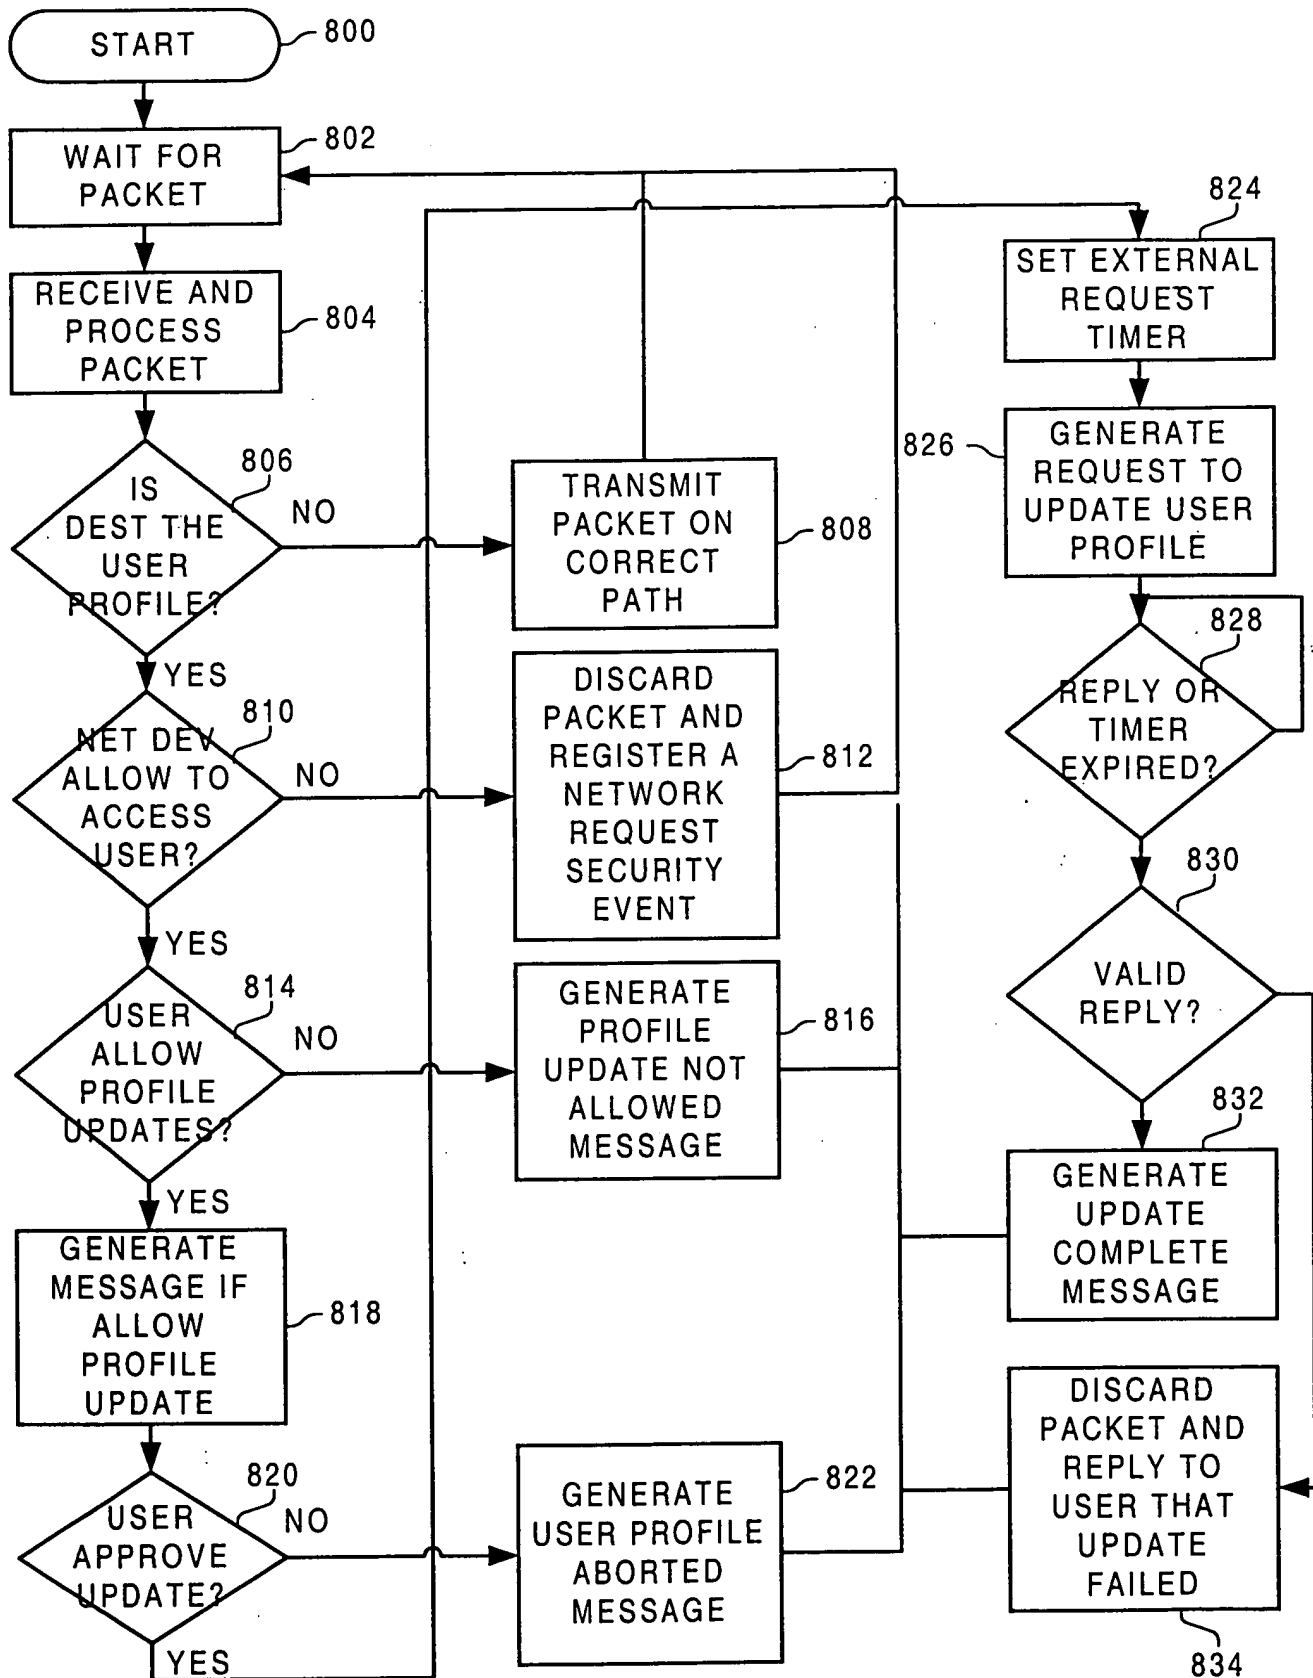 START
800
WAIT FOR
PACKET
802
RECEIVE AND
PROCESS
PACKET
804
IS
DEST THE
USER
PROFILE?
806
NO
YES
TRANSMIT
PACKET ON
CORRECT
PATH
808
NET DEV
ALLOW TO
ACCESS
USER?
810
NO
YES
DISCARD
PACKET AND
REGISTER A
NETWORK
REQUEST
SECURITY
EVENT
812
USER
ALLOW
PROFILE
UPDATES?
814
NO
YES
GENERATE
PROFILE
UPDATE NOT
ALLOWED
MESSAGE
816
GENERATE
MESSAGE IF
ALLOW
PROFILE
UPDATE
818
USER
APPROVE
UPDATE?
820
NO
YES
GENERATE
USER PROFILE
ABORTED
MESSAGE
822
824
SET EXTERNAL
REQUEST
TIMER
826
GENERATE
REQUEST TO
UPDATE USER
PROFILE
828
REPLY OR
TIMER
EXPIRED?
830
VALID
REPLY?
832
GENERATE
UPDATE
COMPLETE
MESSAGE
DISCARD
PACKET AND
REPLY TO
USER THAT
UPDATE
FAILED
834